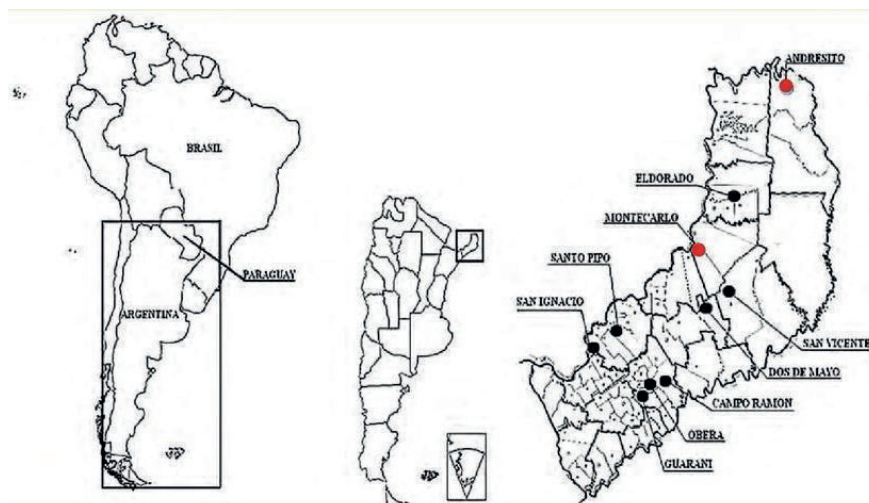 BRASIL
PARAGUAY
ARGENTINA
ANDRESITO
ELDORADO
MONTECARLO
SANTO PIPO
SAN IGNACIO
SAN VICENTE
DOS DE MAYO
CAMPO RAMON
OBERA
GUARANI